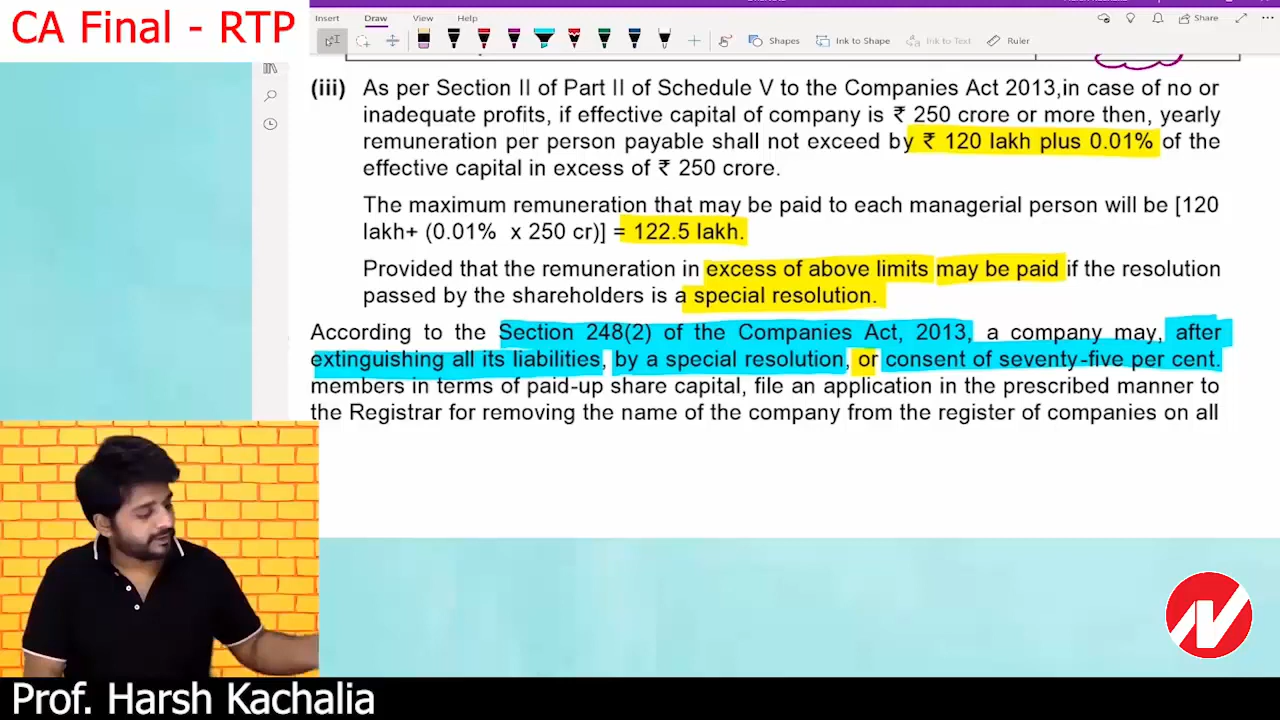 CA Final - RTP
Insert Draw View Help
Share
Shapes Ink to Shape Ink to Text Ruler
(iii) As per Section II of Part II of Schedule V to the Companies Act 2013,in case of no or
inadequate profits, if effective capital of company is ₹ 250 crore or more then, yearly
remuneration per person payable shall not exceed by ₹ 120 lakh plus 0.01% of the
effective capital in excess of ₹ 250 crore.
The maximum remuneration that may be paid to each managerial person will be [120
lakh+ (0.01% x 250 cr)] = 122.5 lakh.
Provided that the remuneration in excess of above limits may be paid if the resolution
passed by the shareholders is a special resolution.
According to the Section 248(2) of the Companies Act, 2013, a company may, after
extinguishing all its liabilities, by a special resolution, or consent of seventy-five per cent.
members in terms of paid-up share capital, file an application in the prescribed manner to
the Registrar for removing the name of the company from the register of companies on all
Prof. Harsh Kachalia